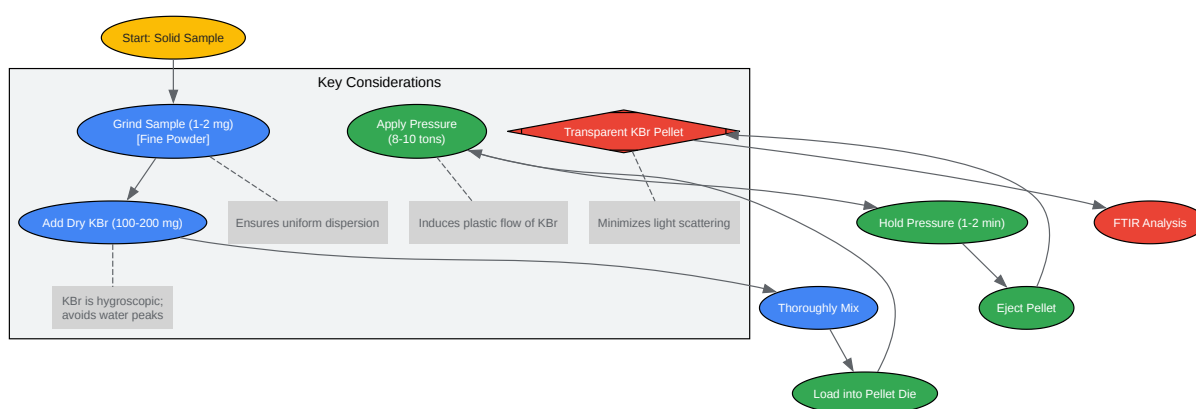 Start: Solid Sample
Key Considerations
Grind Sample (1-2 mg)
[Fine Powder]
Apply Pressure
(8-10 tons)
Transparent KBr Pellet
Add Dry KBr (100-200 mg)
Ensures uniform dispersion
Induces plastic flow of KBr
Minimizes light scattering
Hold Pressure (1-2 min)
FTIR Analysis
KBr is hygroscopic;
avoids water peaks
Thoroughly Mix
Eject Pellet
Load into Pellet Die